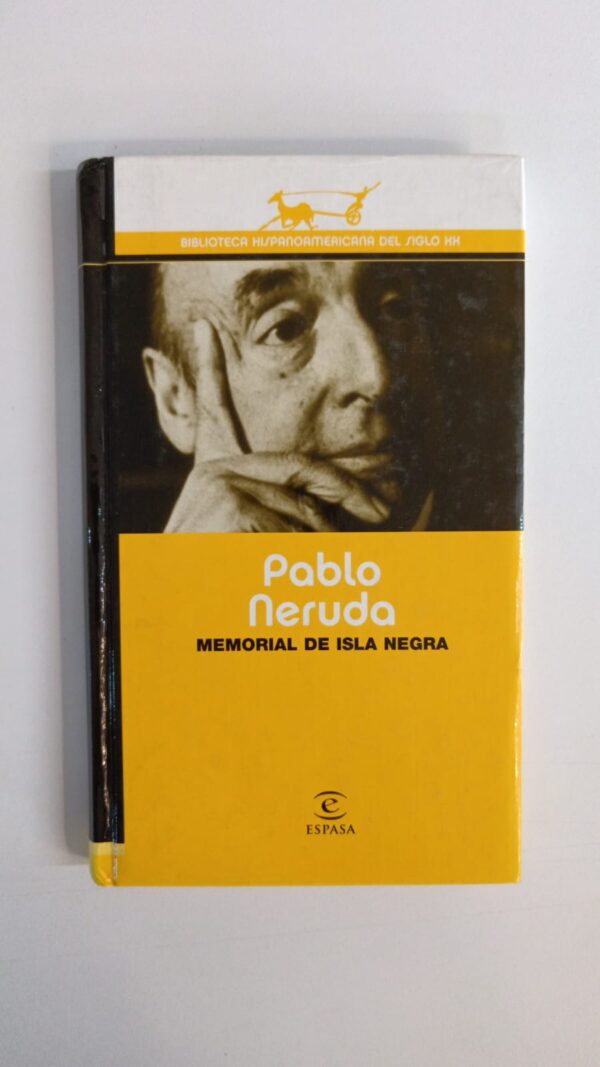 BIBLIOTECA HISPANOAMERICANA DEL SIGLO XX
Pablo
Neruda
MEMORIAL DE ISLA NEGRA
e
ESPASA